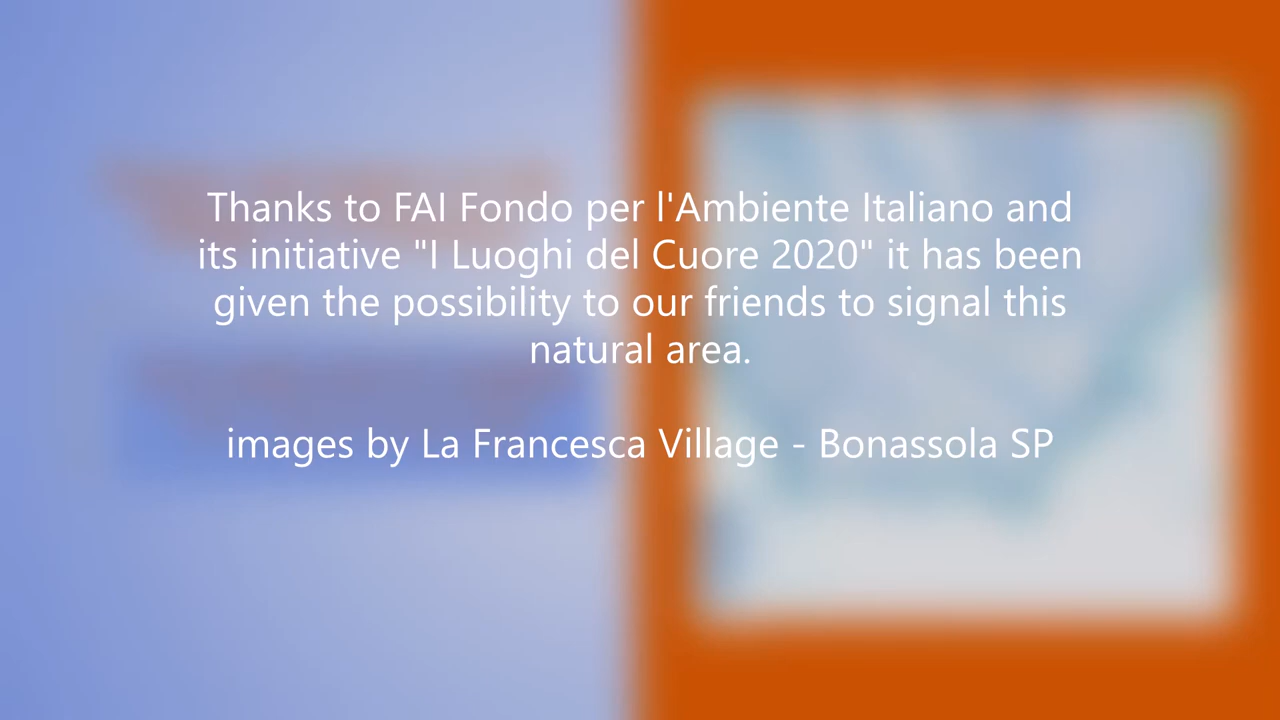 Thanks to FAI Fondo per l'Ambiente Italiano and
its initiative "I Luoghi del Cuore 2020" it has been
given the possibility to our friends to signal this
natural area.
images by La Francesca Village - Bonassola SP